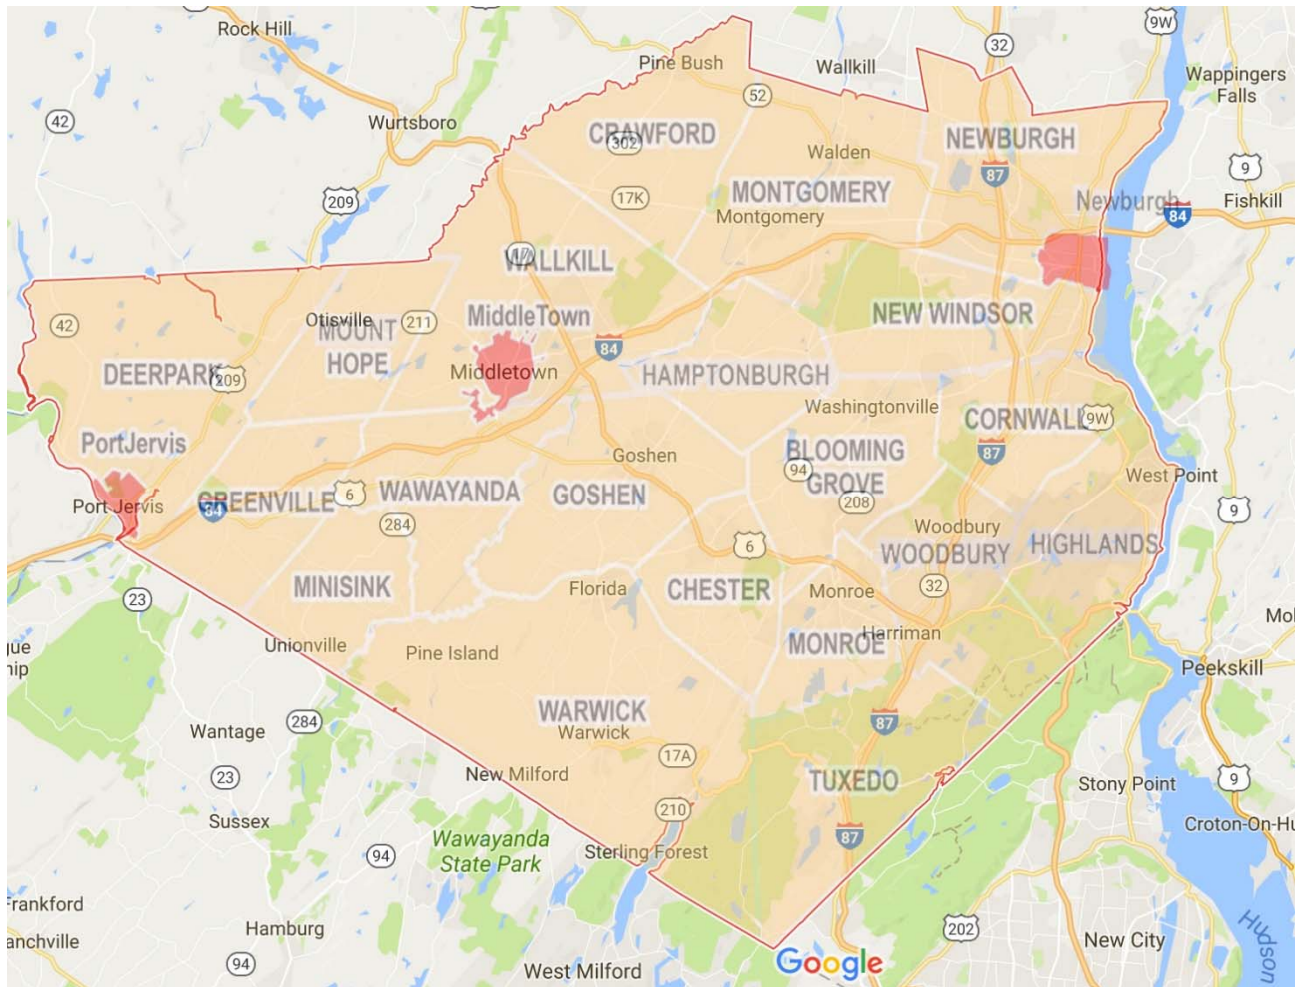 Rock Hill
9W
32
Pine Bush
Wallkill
Wappingers
Falls
52
42
Wurtsboro
CRAWFORD
302
NEWBURGH
Walden
9
87
209
17K
MONTGOMERY
Montgomery
Newburgh
84
Fishkill
17
WALLKILL
42
Otisville
211
MiddleTown
NEW WINDSOR
MOUNT
HOPE
84
DEERPARK
209
Middletown
HAMPTONBURGH
Washingtonville
CORNWALL
9W
PortJervis
Goshen
BLOOMING
GROVE
94
87
West Point
Port Jervis
GREENVILLE
84
6
WAWAYANDA
GOSHEN
208
9
284
Woodbury
6
WOODBURY
HIGHLANDS
23
MINISINK
Florida
CHESTER
Monroe
32
Harriman
MONROE
Mol
gue
hip
Unionville
Pine Island
Peekskill
WARWICK
Warwick
284
Wantage
87
17A
23
New Milford
TUXEDO
Stony Point
9
Sussex
210
87
Croton-On-Hu
94
Wawayanda
State Park
Sterling Forest
Frankford
anchville
Hamburg
202
New City
Hudson
94
West Milford
Google